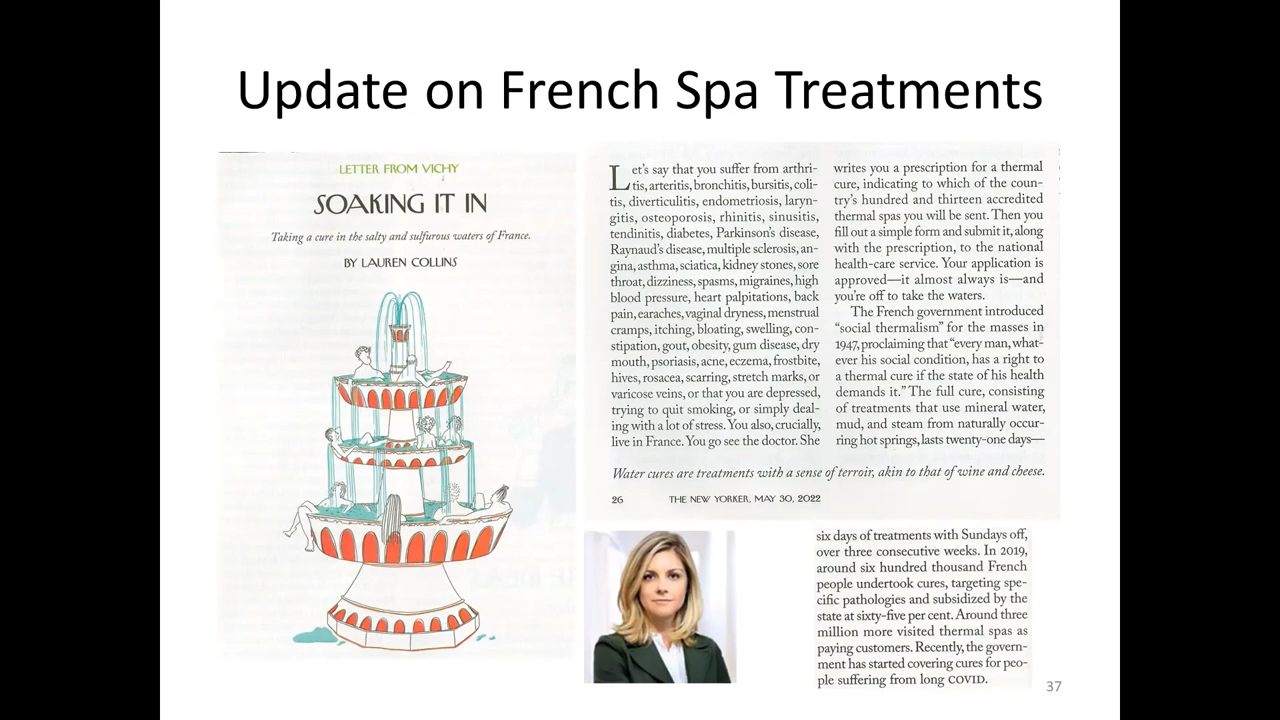 Update on French Spa Treatments
LETTER FROM VICHY
SOAKING IT IN
Taking a cure in the salty and sulfurous waters of France.
BY LAUREN COLLINS
Let's say that you suffer from arthri-
tis, arteritis, bronchitis, bursitis, coli-
tis, diverticulitis, endometriosis, laryn-
gitis, osteoporosis, rhinitis, sinusitis,
tendinitis, diabetes, Parkinson's disease,
Raynaud's disease, multiple sclerosis, an-
gina, asthma, sciatica, kidney stones, sore
throat, dizziness, spasms, migraines, high
blood pressure, heart palpitations, back
pain, earaches, vaginal dryness, menstrual
cramps, itching, bloating, swelling, con-
stipation, gout, obesity, gum disease, dry
mouth, psoriasis, acne, eczema, frostbite,
hives, rosacea, scarring, stretch marks, or
varicose veins, or that you are depressed,
trying to quit smoking, or simply deal-
ing with a lot of stress. You also, crucially,
live in France. You go see the doctor. She
writes you a prescription for a thermal
cure, indicating to which of the coun-
try's hundred and thirteen accredited
thermal spas you will be sent. Then you
fill out a simple form and submit it, along
with the prescription, to the national
health-care service. Your application is
approved—it almost always is—and
you're off to take the waters.
The French government introduced
"social thermalism" for the masses in
1947, proclaiming that "every man, what-
ever his social condition, has a right to
a thermal cure if the state of his health
demands it." The full cure, consisting
of treatments that use mineral water,
mud, and steam from naturally occur-
ring hot springs, lasts twenty-one days—
Water cures are treatments with a sense of terroir, akin to that of wine and cheese.
26 THE NEW YORKER, MAY 30, 2022
six days of treatments with Sundays off,
over three consecutive weeks. In 2019,
around six hundred thousand French
people undertook cures, targeting spe-
cific pathologies and subsidized by the
state at sixty-five per cent. Around three
million more visited thermal spas as
paying customers. Recently, the govern-
ment has started covering cures for peo-
ple suffering from long COVID.
37